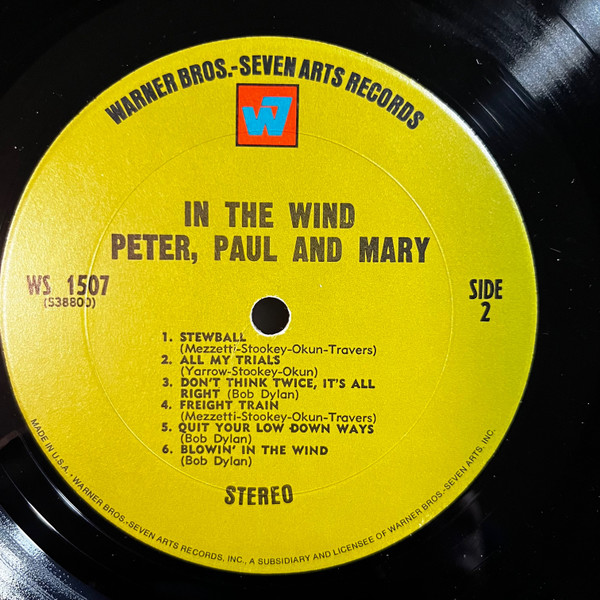 WARNER BROS.-SEVEN ARTS RECORDS
W7
IN THE WIND
PETER, PAUL AND MARY
WS 1507
(S38800)
SIDE
2
1. STEWBALL
(Mezzetti-Stookey-Okun-Travers)
2. ALL MY TRIALS
(Yarrow-Stookey-Okun)
3. DON'T THINK TWICE, IT'S ALL
RIGHT (Bob Dylan)
4. FREIGHT TRAIN
(Mezzetti-Stookey-Okun-Travers)
5. QUIT YOUR LOW DOWN WAYS
(Bob Dylan)
6. BLOWIN' IN THE WIND
(Bob Dylan)
STEREO
MADE IN U.S.A. • WARNER BROS.-SEVEN ARTS RECORDS, INC., A SUBSIDIARY AND LICENSEE OF WARNER BROS.-SEVEN ARTS, INC.